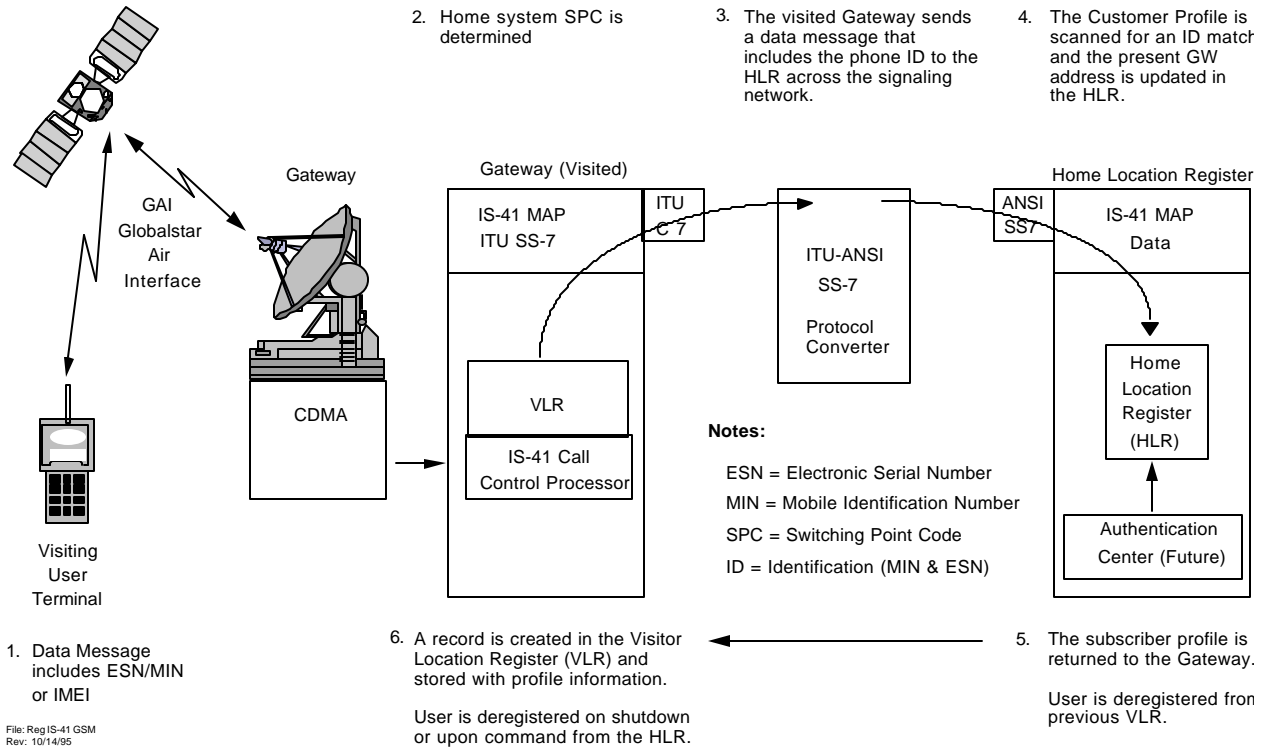 2. Home system SPC is
determined
3. The visited Gateway sends
a data message that
includes the phone ID to the
HLR across the signaling
network.
4. The Customer Profile is
scanned for an ID match
and the present GW
address is updated in
the HLR.
Gateway
GAI
Globalstar
Air
Interface
CDMA
Visiting
User
Terminal
Gateway (Visited)
IS-41 MAP
ITU SS-7
ITU
C 7
VLR
IS-41 Call
Control Processor
ITU-ANSI
SS-7
Protocol
Converter
Home Location Register
ANSI
SS7
IS-41 MAP
Data
Home
Location
Register
(HLR)
Authentication
Center (Future)
Notes:
ESN = Electronic Serial Number
MIN = Mobile Identification Number
SPC = Switching Point Code
ID = Identification (MIN & ESN)
1. Data Message
includes ESN/MIN
or IMEI
6. A record is created in the Visitor
Location Register (VLR) and
stored with profile information.
User is deregistered on shutdown
or upon command from the HLR.
5. The subscriber profile is
returned to the Gateway.
User is deregistered from
previous VLR.
File: Reg IS-41 GSM
Rev: 10/14/95